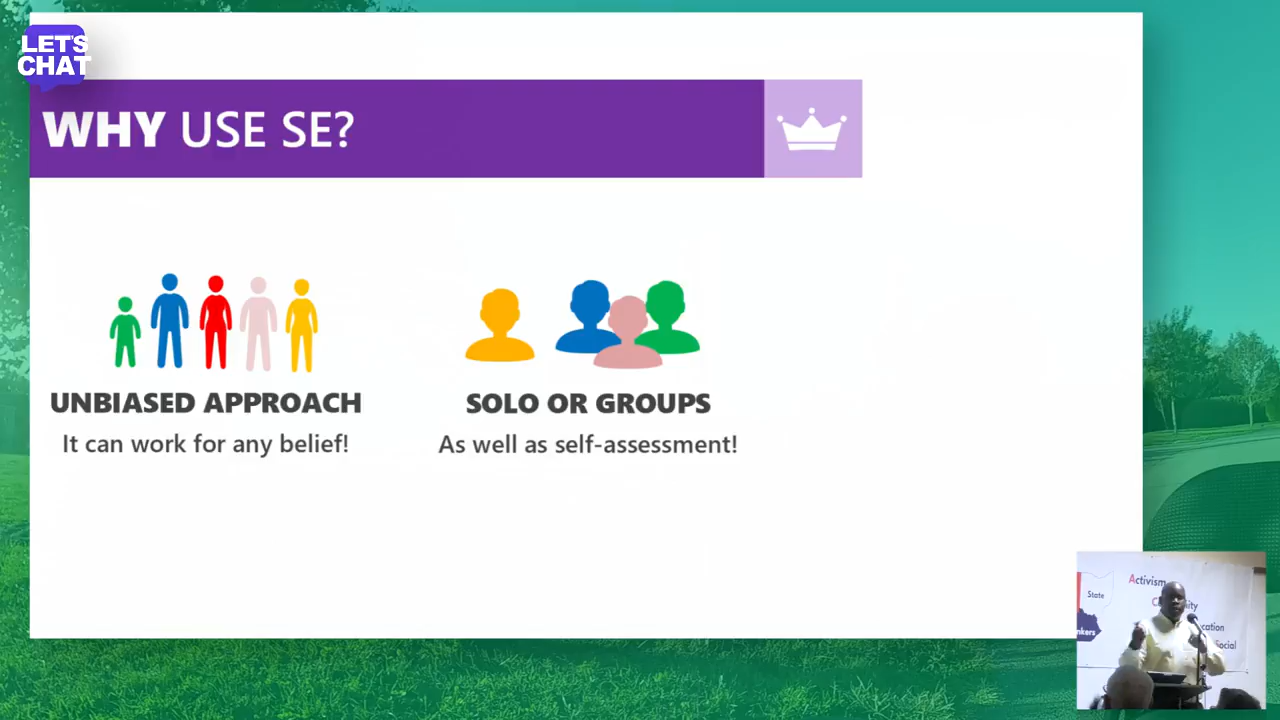 LET'S
CHAT
WHY USE SE?
UNBIASED APPROACH
It can work for any belief!
SOLO OR GROUPS
As well as self-assessment!
Activism
State